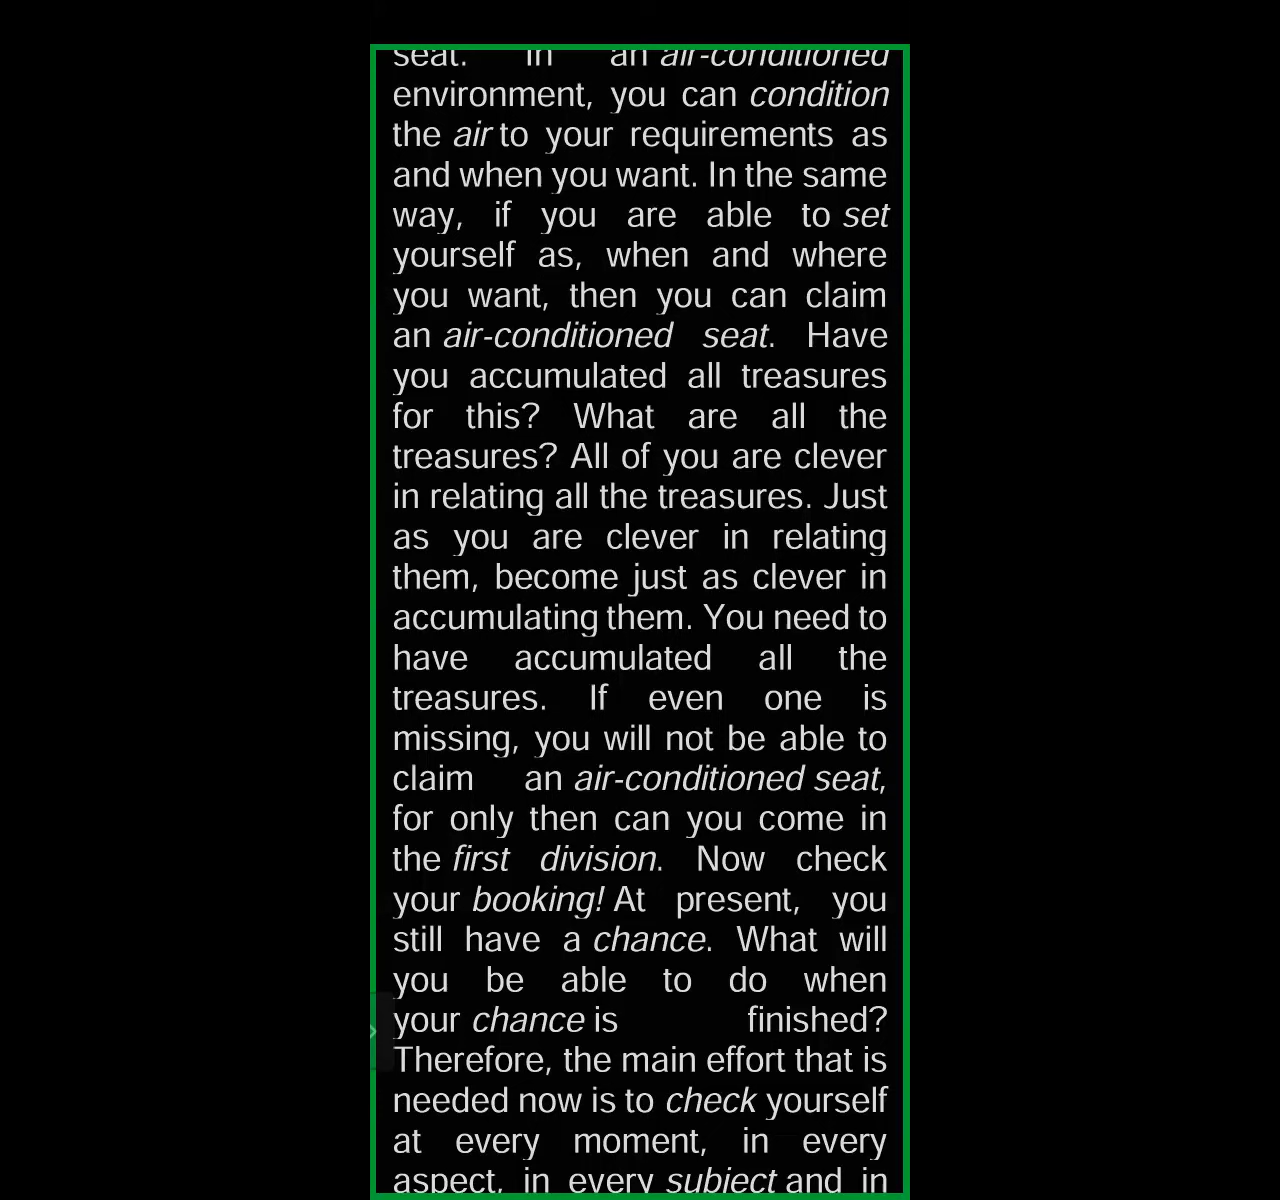 seat. In an air-conditioned
environment, you can condition
the air to your requirements as
and when you want. In the same
way, if you are able to set
yourself as, when and where
you want, then you can claim
an air-conditioned seat. Have
you accumulated all treasures
for this? What are all the
treasures? All of you are clever
in relating all the treasures. Just
as you are clever in relating
them, become just as clever in
accumulating them. You need to
have accumulated all the
treasures. If even one is
missing, you will not be able to
claim an air-conditioned seat,
for only then can you come in
the first division. Now check
your booking! At present, you
still have a chance. What will
you be able to do when
your chance is finished?
Therefore, the main effort that is
needed now is to check yourself
at every moment, in every
aspect, in every subject and in